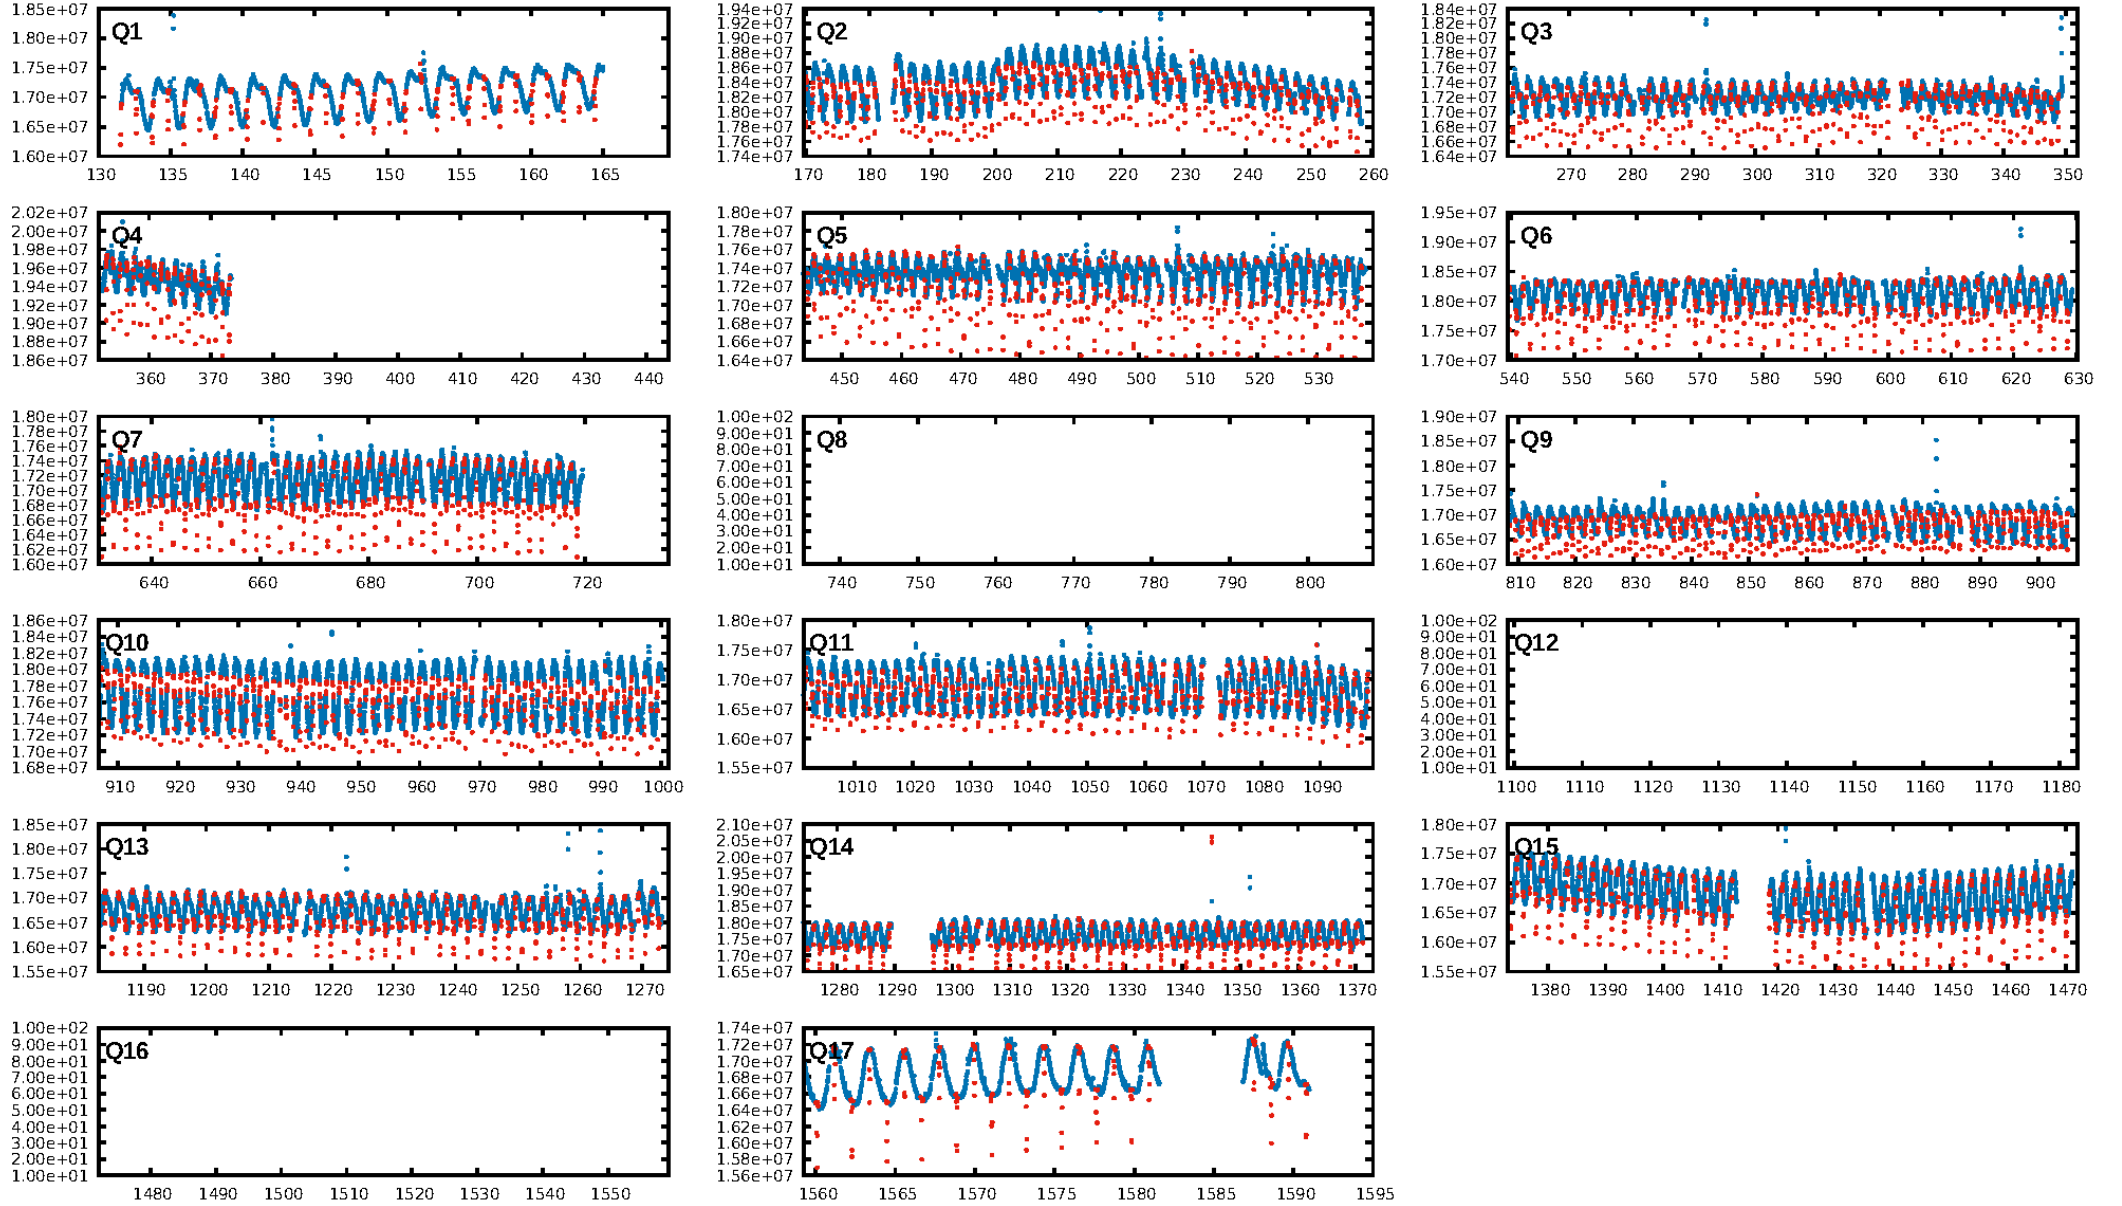 Q1
1.85e+07
1.80e+07
1.75e+07
1.70e+07
1.65e+07
1.60e+07
130 135 140 145 150 155 160 165
Q2
1.94e+07
1.92e+07
1.90e+07
1.88e+07
1.86e+07
1.84e+07
1.82e+07
1.80e+07
1.78e+07
1.76e+07
1.74e+07
170 180 190 200 210 220 230 240 250 260
Q3
1.84e+07
1.82e+07
1.80e+07
1.78e+07
1.76e+07
1.74e+07
1.72e+07
1.70e+07
1.68e+07
1.66e+07
1.64e+07
270 280 290 300 310 320 330 340 350
Q4
2.02e+07
2.00e+07
1.98e+07
1.96e+07
1.94e+07
1.92e+07
1.90e+07
1.88e+07
1.86e+07
360 370 380 390 400 410 420 430 440
Q5
1.80e+07
1.78e+07
1.76e+07
1.74e+07
1.72e+07
1.70e+07
1.68e+07
1.66e+07
1.64e+07
450 460 470 480 490 500 510 520 530
Q6
1.95e+07
1.90e+07
1.85e+07
1.80e+07
1.75e+07
1.70e+07
540 550 560 570 580 590 600 610 620 630
Q7
1.80e+07
1.78e+07
1.76e+07
1.74e+07
1.72e+07
1.70e+07
1.68e+07
1.66e+07
1.64e+07
1.62e+07
1.60e+07
640 660 680 700 720
Q8
1.00e+02
9.00e+01
8.00e+01
7.00e+01
6.00e+01
5.00e+01
4.00e+01
3.00e+01
2.00e+01
1.00e+01
740 750 760 770 780 790 800
Q9
1.90e+07
1.85e+07
1.80e+07
1.75e+07
1.70e+07
1.65e+07
1.60e+07
810 820 830 840 850 860 870 880 890 900
Q10
1.86e+07
1.84e+07
1.82e+07
1.80e+07
1.78e+07
1.76e+07
1.74e+07
1.72e+07
1.70e+07
1.68e+07
910 920 930 940 950 960 970 980 990 1000
Q11
1.80e+07
1.75e+07
1.70e+07
1.65e+07
1.60e+07
1.55e+07
1010 1020 1030 1040 1050 1060 1070 1080 1090
Q12
1.00e+02
9.00e+01
8.00e+01
7.00e+01
6.00e+01
5.00e+01
4.00e+01
3.00e+01
2.00e+01
1.00e+01
1100 1110 1120 1130 1140 1150 1160 1170 1180
Q13
1.85e+07
1.80e+07
1.75e+07
1.70e+07
1.65e+07
1.60e+07
1.55e+07
1190 1200 1210 1220 1230 1240 1250 1260 1270
Q14
2.10e+07
2.05e+07
2.00e+07
1.95e+07
1.90e+07
1.85e+07
1.80e+07
1.75e+07
1.70e+07
1.65e+07
1280 1290 1300 1310 1320 1330 1340 1350 1360 1370
Q15
1.80e+07
1.75e+07
1.70e+07
1.65e+07
1.60e+07
1.55e+07
1380 1390 1400 1410 1420 1430 1440 1450 1460 1470
Q16
1.00e+02
9.00e+01
8.00e+01
7.00e+01
6.00e+01
5.00e+01
4.00e+01
3.00e+01
2.00e+01
1.00e+01
1480 1490 1500 1510 1520 1530 1540 1550
Q17
1.74e+07
1.72e+07
1.70e+07
1.68e+07
1.66e+07
1.64e+07
1.62e+07
1.60e+07
1.58e+07
1.56e+07
1560 1565 1570 1575 1580 1585 1590 1595